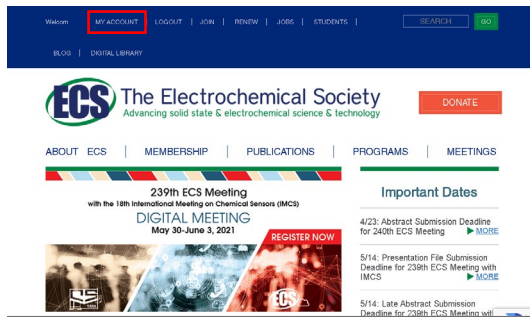 Welcom MY ACCOUNT LOGOUT | JOIN | RENEW | JOBS | STUDENTS | SEARCH GO
BLOG | DIGITAL LIBRARY
ECS The Electrochemical Society
Advancing solid state & electrochemical science & technology
DONATE
ABOUT ECS | MEMBERSHIP | PUBLICATIONS | PROGRAMS | MEETINGS
239th ECS Meeting
with the 18th International Meeting on Chemical Sensors (IMCS)
DIGITAL MEETING
May 30-June 3, 2021
REGISTER NOW
ECS
Important Dates
4/23: Abstract Submission Deadline
for 240th ECS Meeting MORE
5/14: Presentation File Submission
Deadline for 239th ECS Meeting with
IMCS MORE
5/14: Late Abstract Submission
Deadline for 239th ECS Meeting with